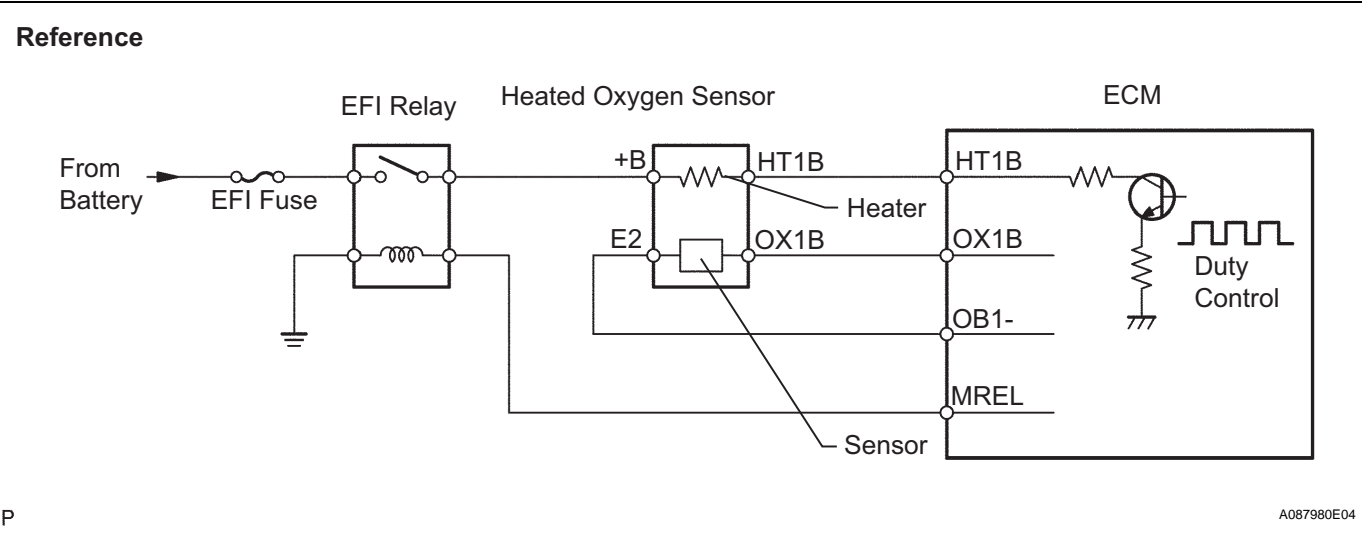 Reference
EFI Relay
Heated Oxygen Sensor
ECM
From
Battery
EFI Fuse
+B
HT1B
HT1B
Heater
E2
OX1B
OX1B
Duty
Control
OB1-
MREL
Sensor
P
A087980E04